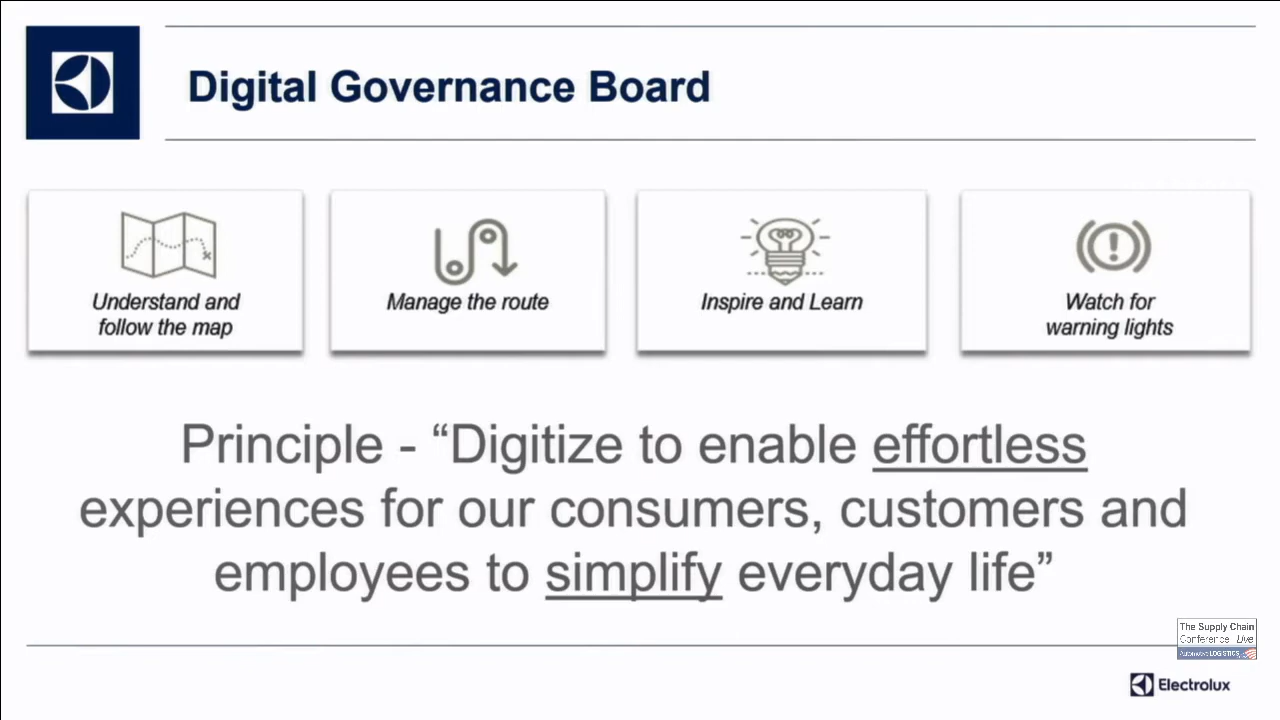 Digital Governance Board
Understand and
follow the map
Manage the route
Inspire and Learn
Watch for
warning lights
Principle - “Digitize to enable effortless
experiences for our consumers, customers and
employees to simplify everyday life”
The Supply Chain
Conference Live
Automotive LOGISTICS
Electrolux